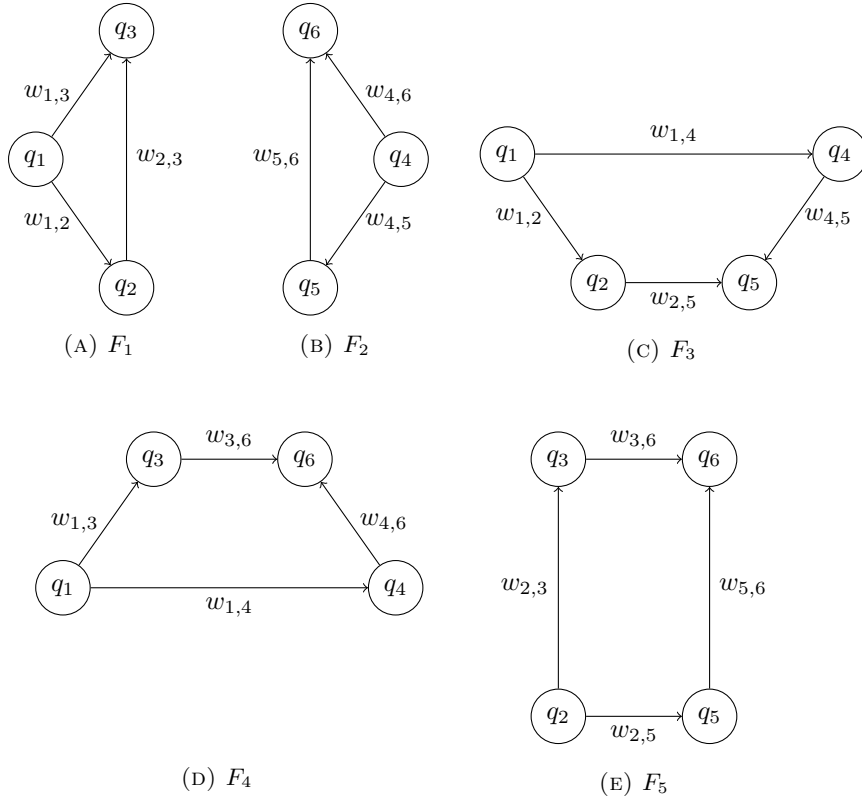 q3
w1,3
w2,3
q1
w1,2
q2
(A) F1
q6
w4,6
w5,6
q4
w4,5
q5
(B) F2
q1
w1,4
q4
w1,2
w4,5
q2
w2,5
q5
(C) F3
q3
w3,6
q6
w1,3
w4,6
q1
w1,4
q4
(D) F4
q3
w3,6
q6
w2,3
w5,6
q2
w2,5
q5
(E) F5